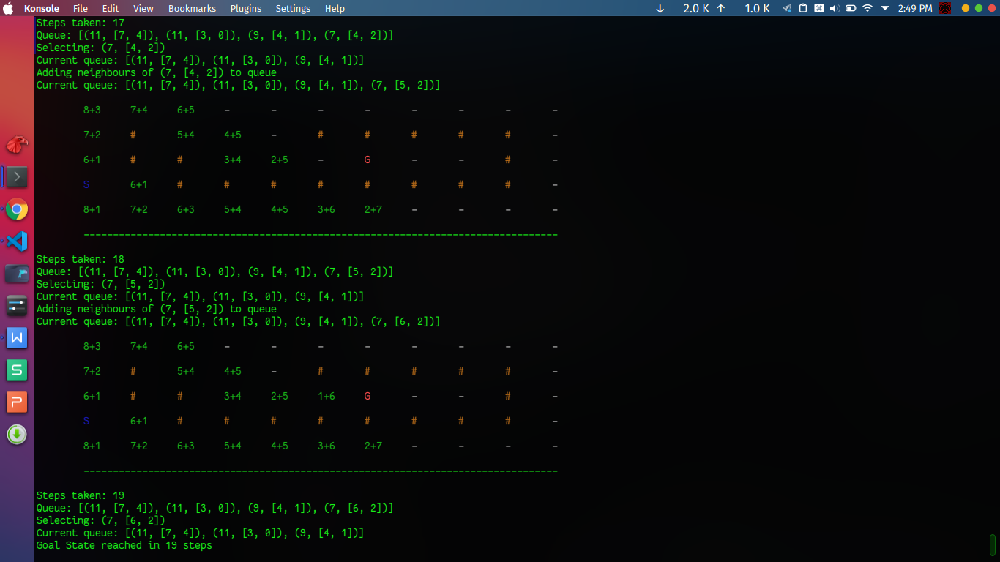 Konsole File Edit View Bookmarks Plugins Settings Help ↓ 2.0 K ↑ 1.0 K 2:49 PM
Steps taken: 17
Queue: [(11, [7, 4]), (11, [3, 0]), (9, [4, 1]), (7, [4, 2])]
Selecting: (7, [4, 2])
Current queue: [(11, [7, 4]), (11, [3, 0]), (9, [4, 1])]
Adding neighbours of (7, [4, 2]) to queue
Current queue: [(11, [7, 4]), (11, [3, 0]), (9, [4, 1]), (7, [5, 2])]
8+3 7+4 6+5 - - - - - - - -
7+2 # 5+4 4+5 - # # # # # -
6+1 # # 3+4 2+5 - G - - # -
S 6+1 # # # # # # # # -
8+1 7+2 6+3 5+4 4+5 3+6 2+7 - - - -
---------------------------------------------------------------------------------
Steps taken: 18
Queue: [(11, [7, 4]), (11, [3, 0]), (9, [4, 1]), (7, [5, 2])]
Selecting: (7, [5, 2])
Current queue: [(11, [7, 4]), (11, [3, 0]), (9, [4, 1])]
Adding neighbours of (7, [5, 2]) to queue
Current queue: [(11, [7, 4]), (11, [3, 0]), (9, [4, 1]), (7, [6, 2])]
8+3 7+4 6+5 - - - - - - - -
7+2 # 5+4 4+5 - # # # # # -
6+1 # # 3+4 2+5 1+6 G - - # -
S 6+1 # # # # # # # # -
8+1 7+2 6+3 5+4 4+5 3+6 2+7 - - - -
---------------------------------------------------------------------------------
Steps taken: 19
Queue: [(11, [7, 4]), (11, [3, 0]), (9, [4, 1]), (7, [6, 2])]
Selecting: (7, [6, 2])
Current queue: [(11, [7, 4]), (11, [3, 0]), (9, [4, 1])]
Goal State reached in 19 steps
W
S
P